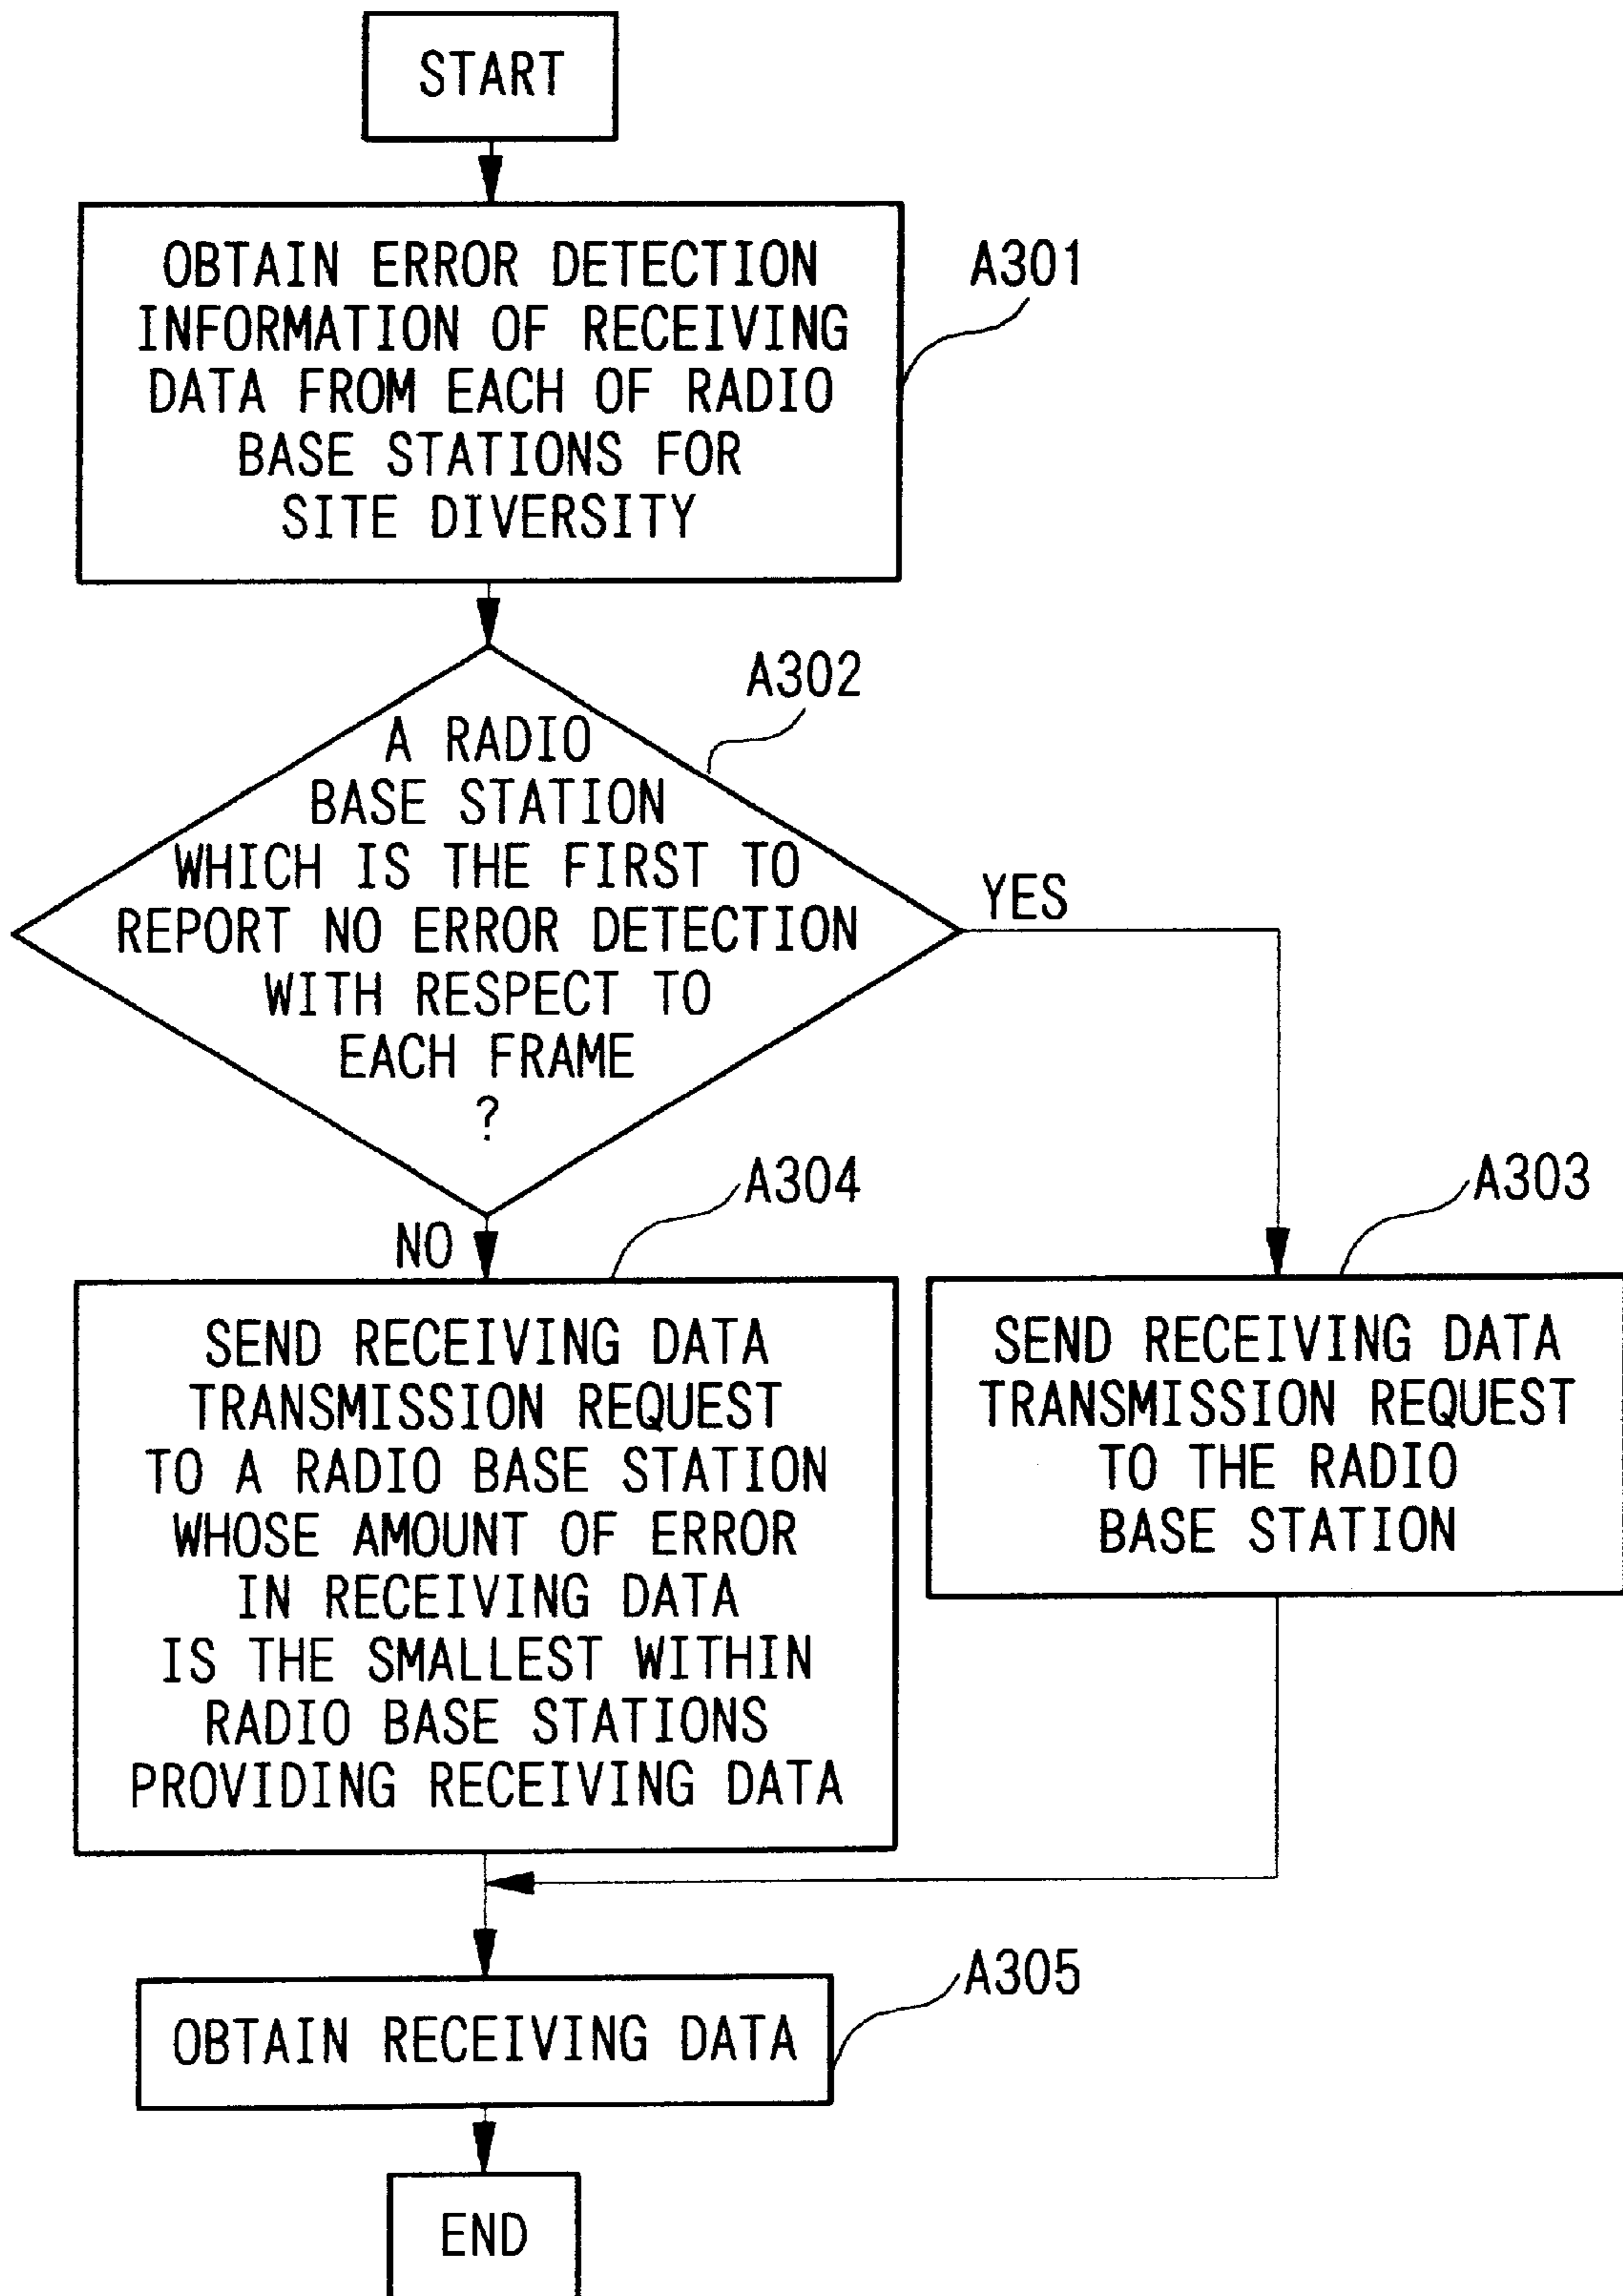 START
OBTAIN ERROR DETECTION
INFORMATION OF RECEIVING
DATA FROM EACH OF RADIO
BASE STATIONS FOR
SITE DIVERSITY
A301
A302
A RADIO
BASE STATION
WHICH IS THE FIRST TO
REPORT NO ERROR DETECTION
WITH RESPECT TO
EACH FRAME
?
YES
NO
A304
SEND RECEIVING DATA
TRANSMISSION REQUEST
TO A RADIO BASE STATION
WHOSE AMOUNT OF ERROR
IN RECEIVING DATA
IS THE SMALLEST WITHIN
RADIO BASE STATIONS
PROVIDING RECEIVING DATA
A303
SEND RECEIVING DATA
TRANSMISSION REQUEST
TO THE RADIO
BASE STATION
A305
OBTAIN RECEIVING DATA
END